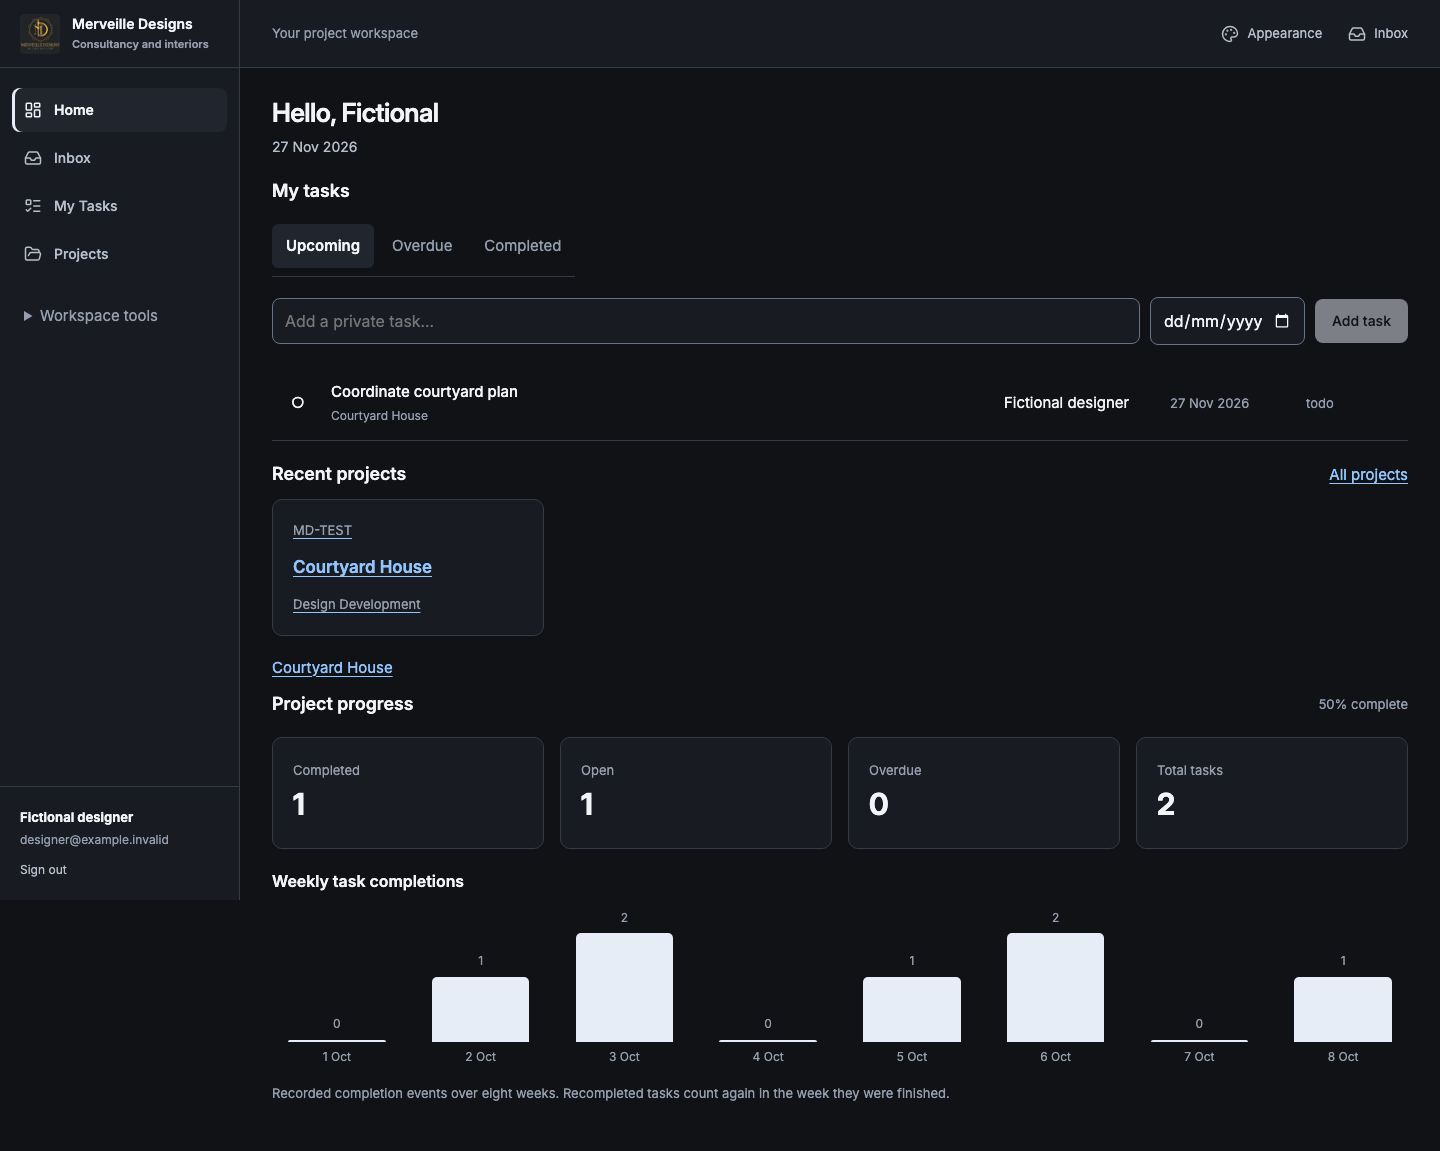 Merveille Designs
Consultancy and interiors
Your project workspace
Appearance
Inbox
Home
Inbox
My Tasks
Projects
Workspace tools
Fictional designer
designer@example.invalid
Sign out
Hello, Fictional
27 Nov 2026
My tasks
Upcoming
Overdue
Completed
Add a private task...
dd/mm/yyyy
Add task
Coordinate courtyard plan
Courtyard House
Fictional designer
27 Nov 2026
todo
Recent projects
All projects
MD-TEST
Courtyard House
Design Development
Courtyard House
Project progress
50% complete
Completed
1
Open
1
Overdue
0
Total tasks
2
Weekly task completions
0
1
2
0
1
2
0
1
1 Oct
2 Oct
3 Oct
4 Oct
5 Oct
6 Oct
7 Oct
8 Oct
Recorded completion events over eight weeks. Recompleted tasks count again in the week they were finished.